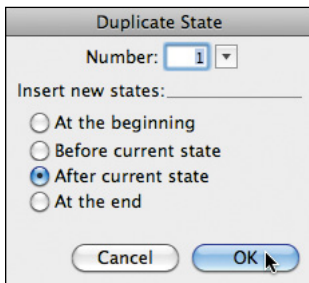 Duplicate State
Number: 1
Insert new states:
At the beginning
Before current state
After current state
At the end
Cancel OK